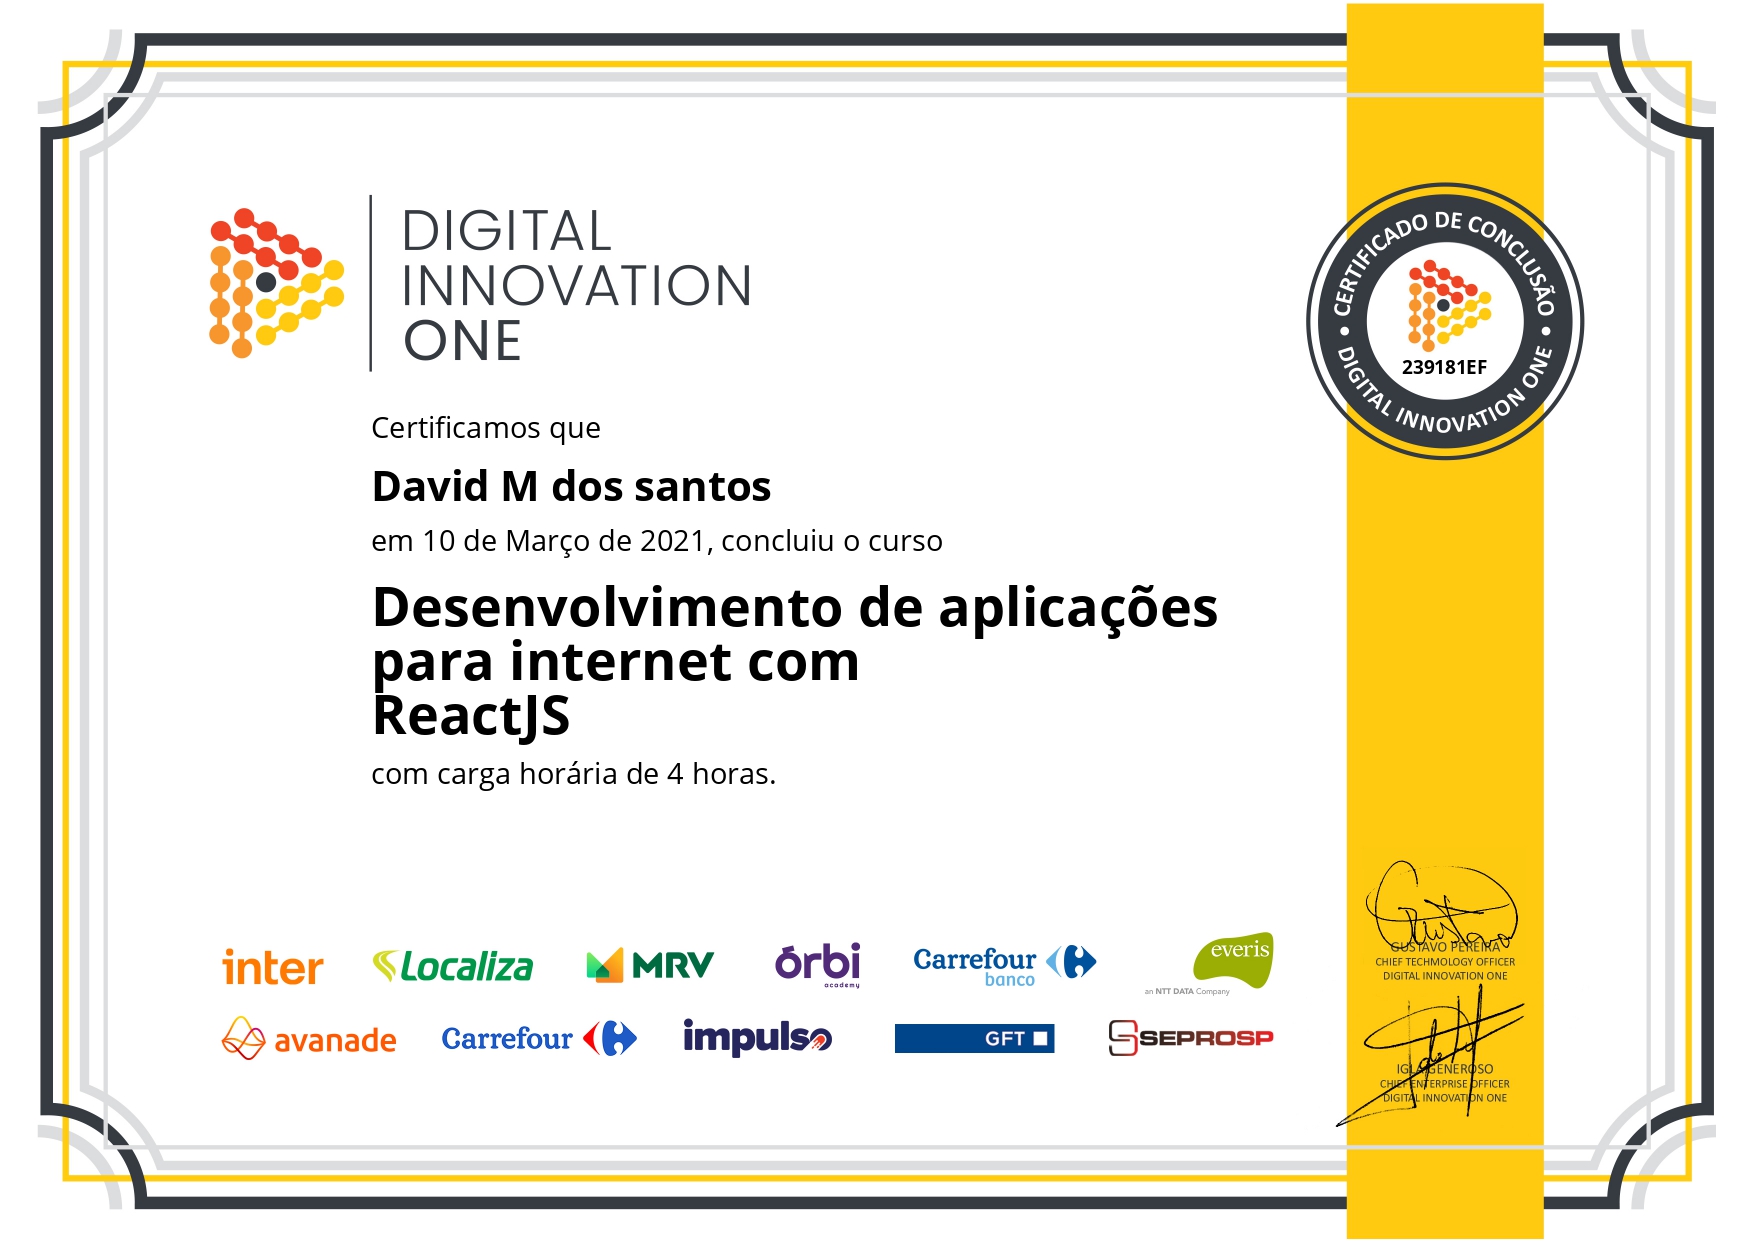 DIGITAL
INNOVATION
ONE
CERTIFICADO DE CONCLUSÃO
239181EF
• DIGITAL INNOVATION ONE •
Certificamos que
David M dos santos
em 10 de Março de 2021, concluiu o curso
Desenvolvimento de aplicações
para internet com
ReactJS
com carga horária de 4 horas.
inter
Localiza
MRV
órbi
academy
Carrefour
banco
everis
an NTT DATA Company
avanade
Carrefour
impulso
GFT
SEPROSP
GUSTAVO PEREIRA
CHIEF TECHNOLOGY OFFICER
DIGITAL INNOVATION ONE
IGLÁ GENEROSO
CHIEF ENTERPRISE OFFICER
DIGITAL INNOVATION ONE